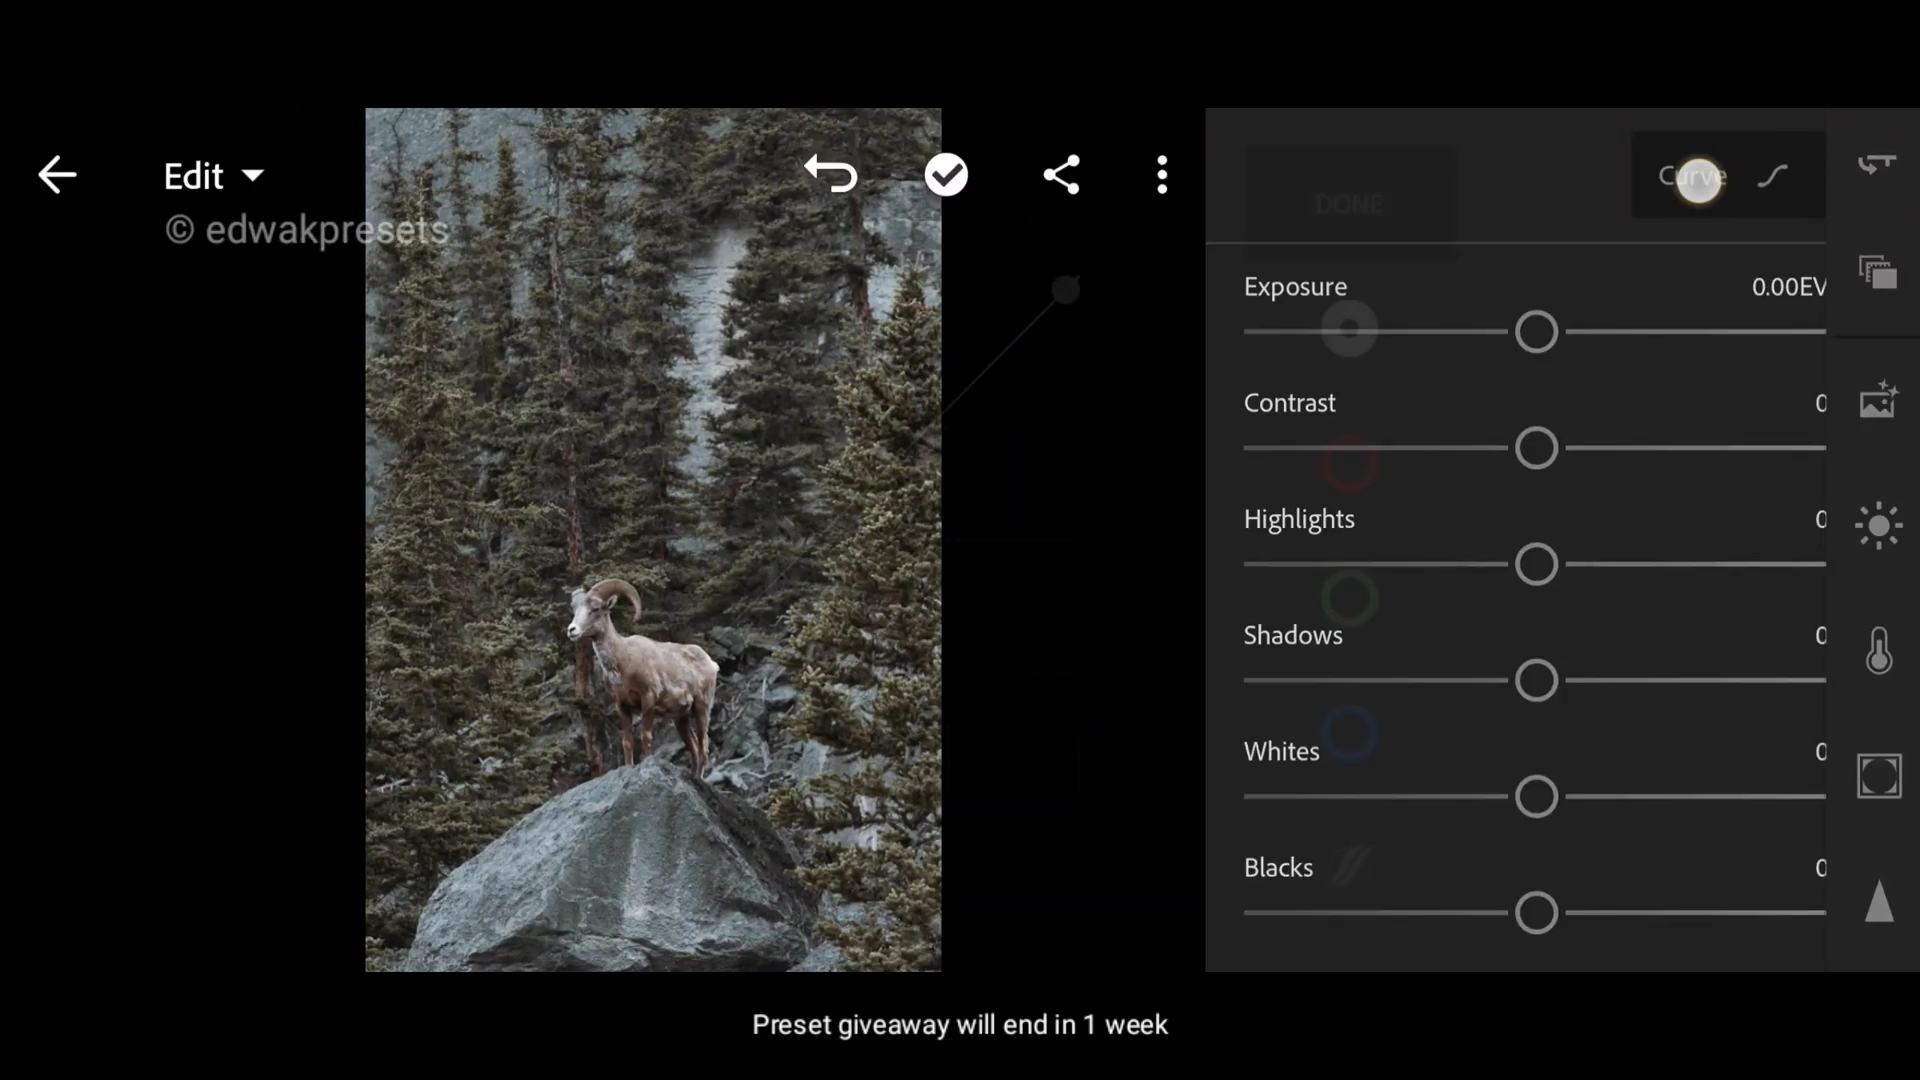 Edit
© edwakpresets
DONE
Curve
Exposure 0.00EV
Contrast 0
Highlights 0
Shadows 0
Whites 0
Blacks 0
Preset giveaway will end in 1 week